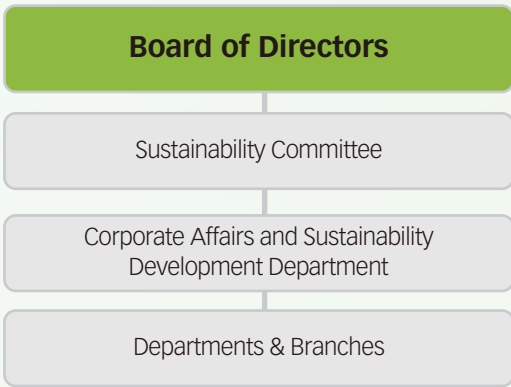 Board of Directors
Sustainability Committee
Corporate Affairs and Sustainability
Development Department
Departments & Branches